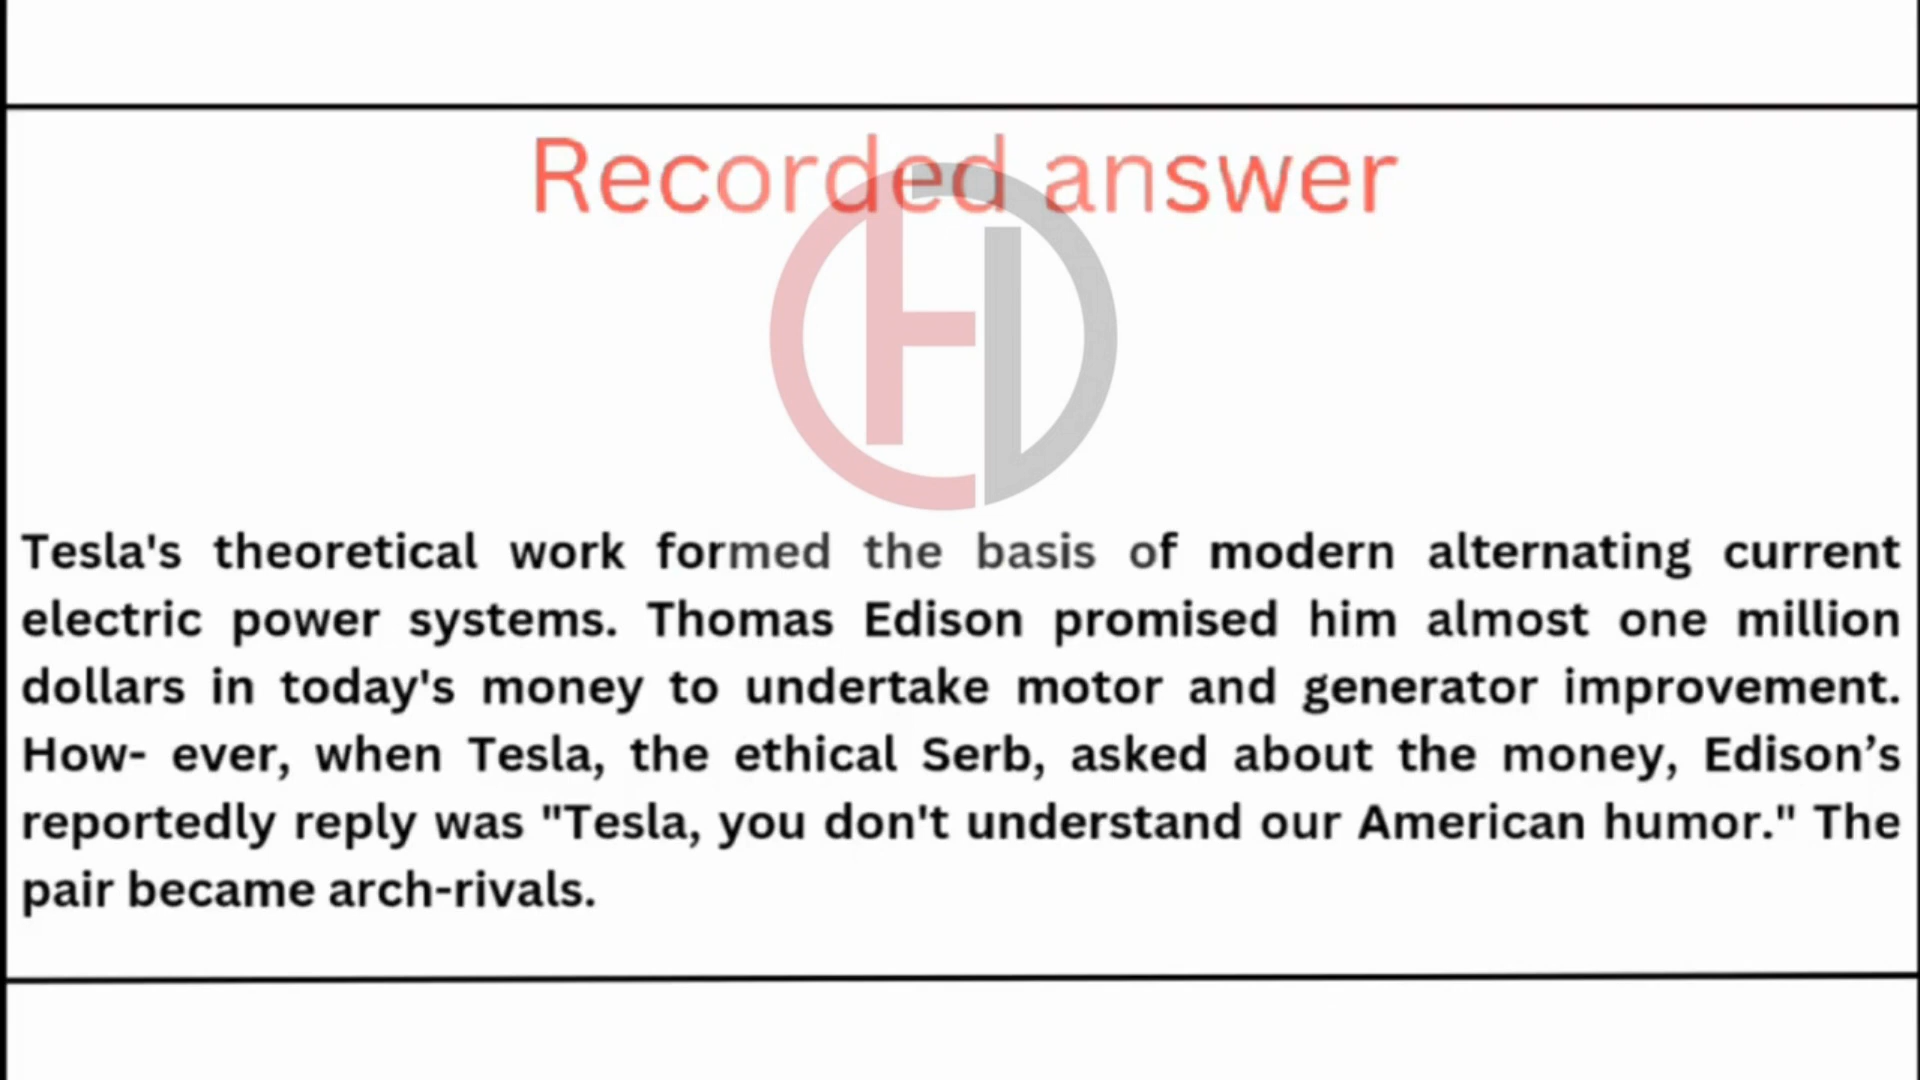 Recorded answer
Tesla's theoretical work formed the basis of modern alternating current
electric power systems. Thomas Edison promised him almost one million
dollars in today's money to undertake motor and generator improvement.
How- ever, when Tesla, the ethical Serb, asked about the money, Edison’s
reportedly reply was "Tesla, you don't understand our American humor." The
pair became arch-rivals.